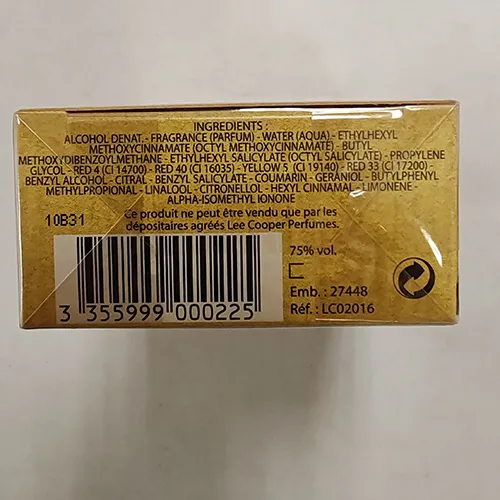 INGREDIENTS :
ALCOHOL DENAT. - FRAGRANCE (PARFUM) - WATER (AQUA) - ETHYLHEXYL
METHOXYCINNAMATE (OCTYL METHOXYCINNAMATE) - BUTYL
METHOXYDIBENZOYLMETHANE - ETHYLHEXYL SALICYLATE (OCTYL SALICYLATE) - PROPYLENE
GLYCOL - RED 4 (CI 14700) - RED 40 (CI 16035) - YELLOW 5 (CI 19140) - RED 33 (CI 17200) -
BENZYL ALCOHOL - CITRAL - BENZYL SALICYLATE - COUMARIN - GERANIOL - BUTYLPHENYL
METHYLPROPIONAL - LINALOOL - CITRONELLOL - HEXYL CINNAMAL - LIMONENE -
ALPHA-ISOMETHYL IONONE
10B31
Ce produit ne peut être vendu que par les
dépositaires agréés Lee Cooper Perfumes.
75% vol.
Emb. : 27448
Réf. : LC02016
3 355999 000225